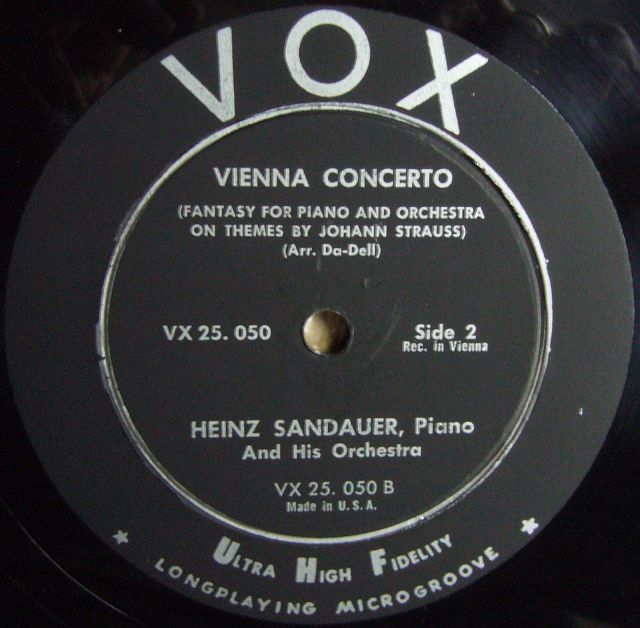 VOX
VIENNA CONCERTO
(FANTASY FOR PIANO AND ORCHESTRA
ON THEMES BY JOHANN STRAUSS)
(Arr. Da-Dell)
VX 25. 050
Side 2
Rec. in Vienna
HEINZ SANDAUER, Piano
And His Orchestra
VX 25. 050 B
Made in U.S.A.
ULTRA HIGH FIDELITY
LONGPLAYING MICROGROOVE